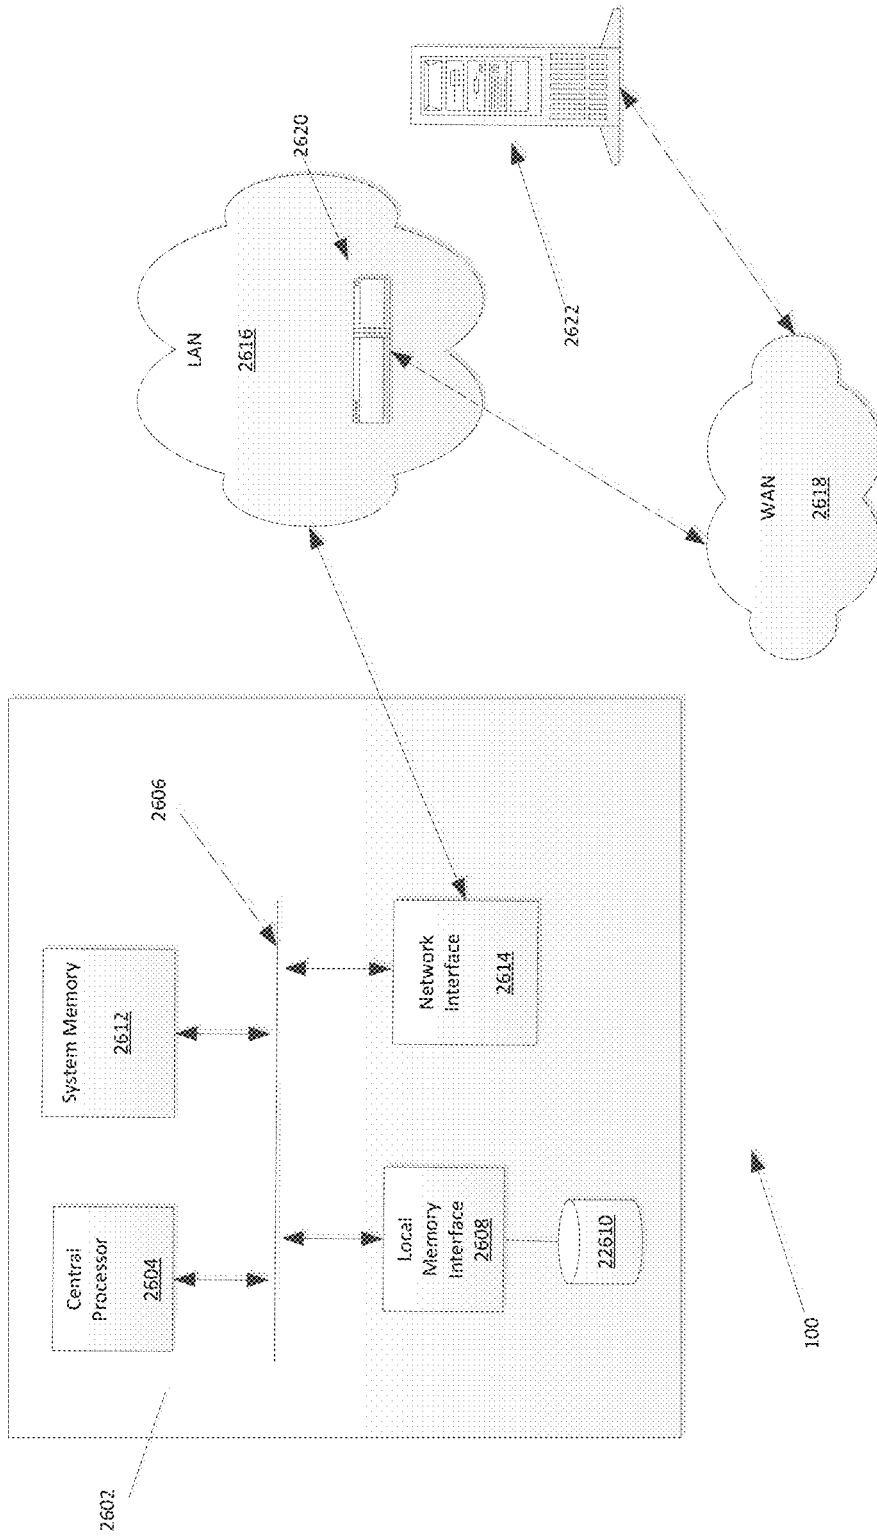 2602
Central
Processor
2604
System Memory
2612
2606
LAN
2616
2620
Local
Memory
Interface
2608
Network
Interface
2614
2622
22610
WAN
2618
100